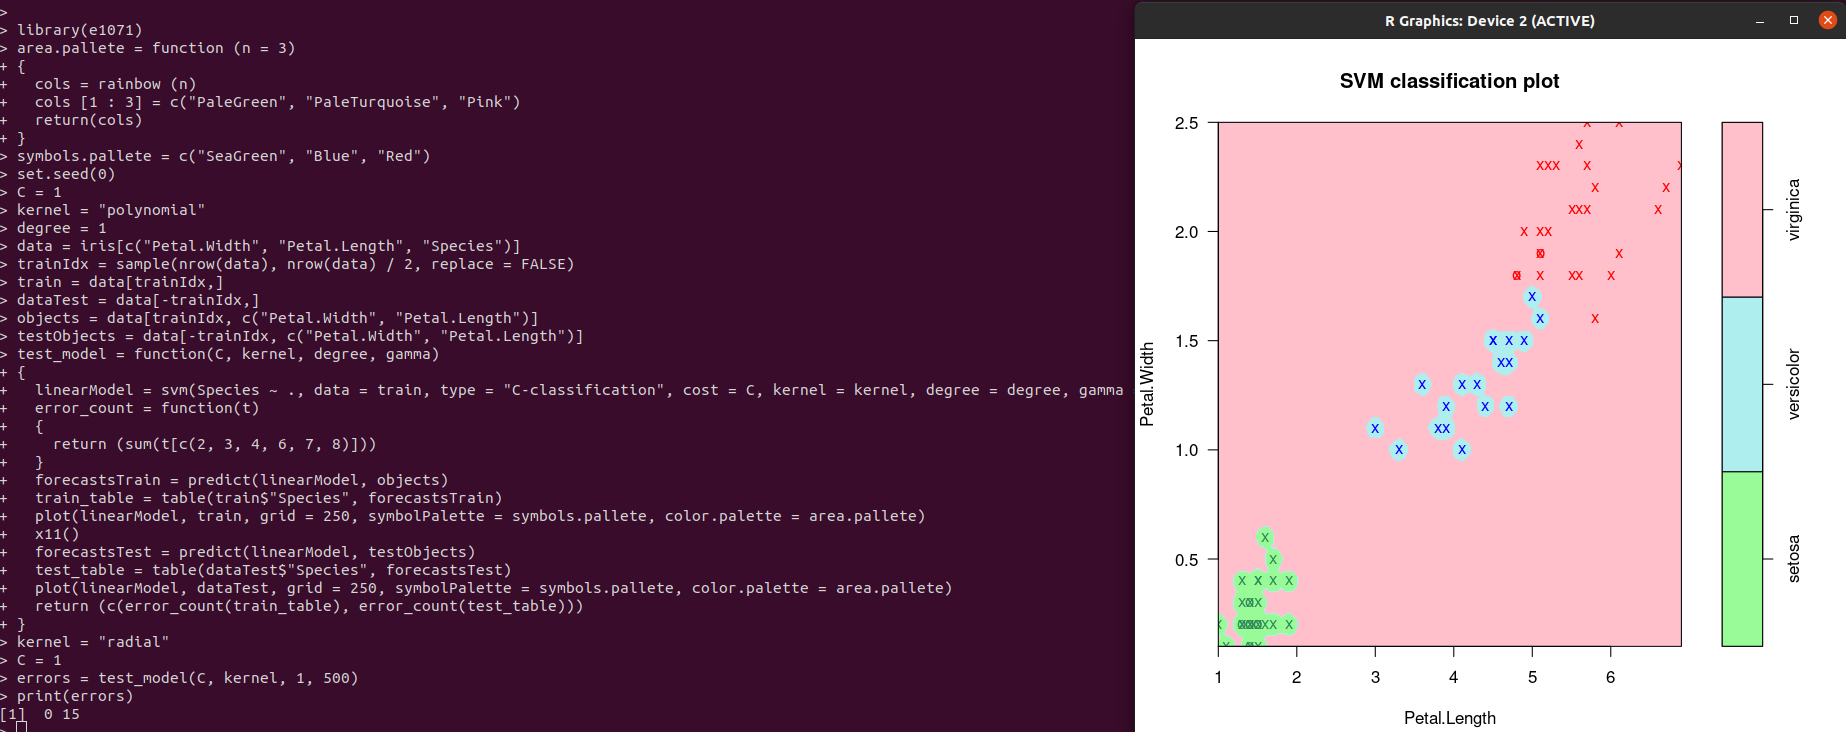 >
> library(e1071)
> area.pallete = function (n = 3)
+ {
+   cols = rainbow (n)
+   cols [1 : 3] = c("PaleGreen", "PaleTurquoise", "Pink")
+   return(cols)
+ }
> symbols.pallete = c("SeaGreen", "Blue", "Red")
> set.seed(0)
> C = 1
> kernel = "polynomial"
> degree = 1
> data = iris[c("Petal.Width", "Petal.Length", "Species")]
> trainIdx = sample(nrow(data), nrow(data) / 2, replace = FALSE)
> train = data[trainIdx,]
> dataTest = data[-trainIdx,]
> objects = data[trainIdx, c("Petal.Width", "Petal.Length")]
> testObjects = data[-trainIdx, c("Petal.Width", "Petal.Length")]
> test_model = function(C, kernel, degree, gamma)
+ {
+   linearModel = svm(Species ~ ., data = train, type = "C-classification", cost = C, kernel = kernel, degree = degree, gamma
+   error_count = function(t)
+   {
+     return (sum(t[c(2, 3, 4, 6, 7, 8)]))
+   }
+   forecastsTrain = predict(linearModel, objects)
+   train_table = table(train$"Species", forecastsTrain)
+   plot(linearModel, train, grid = 250, symbolPalette = symbols.pallete, color.palette = area.pallete)
+   x11()
+   forecastsTest = predict(linearModel, testObjects)
+   test_table = table(dataTest$"Species", forecastsTest)
+   plot(linearModel, dataTest, grid = 250, symbolPalette = symbols.pallete, color.palette = area.pallete)
+   return (c(error_count(train_table), error_count(test_table)))
+ }
> kernel = "radial"
> C = 1
> errors = test_model(C, kernel, 1, 500)
> print(errors)
[1]  0 15
>
R Graphics: Device 2 (ACTIVE)
SVM classification plot
2.5
2.0
1.5
1.0
0.5
Petal.Width
1 2 3 4 5 6
Petal.Length
virginica
versicolor
setosa